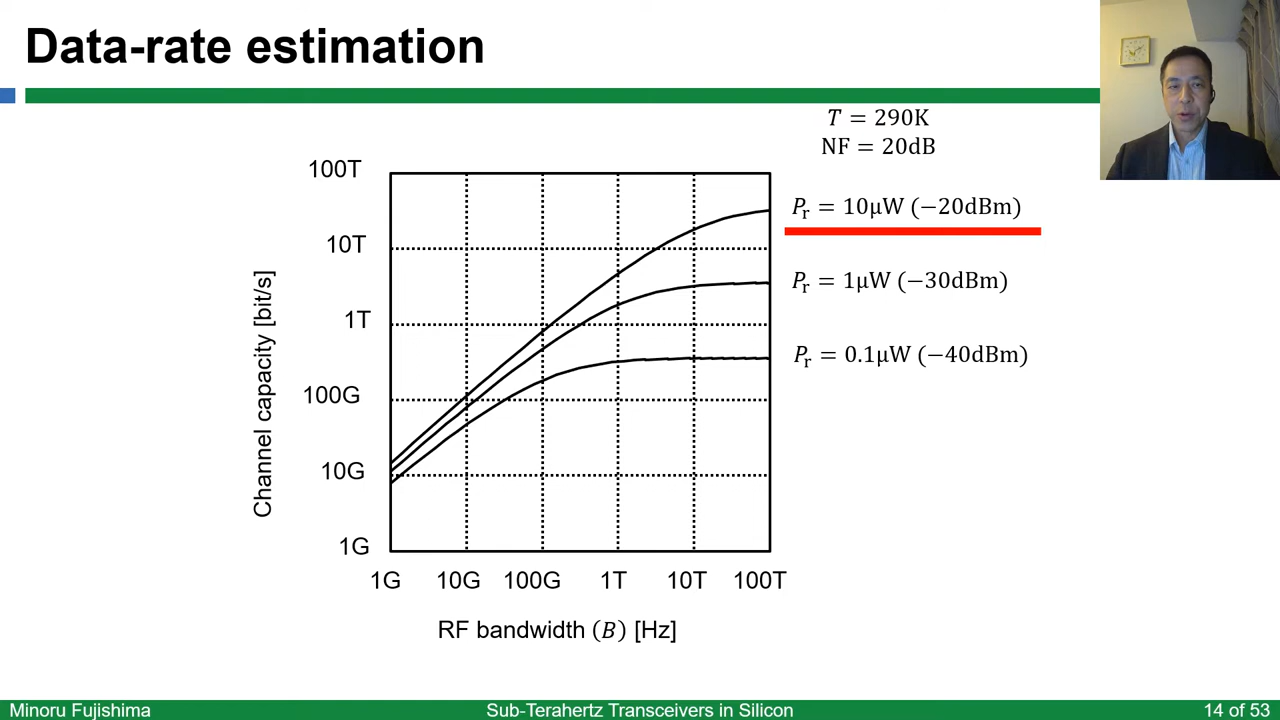 Data-rate estimation
T = 290K
NF = 20dB
100T
10T
1T
100G
10G
1G
Channel capacity [bit/s]
Pr = 10μW (−20dBm)
Pr = 1μW (−30dBm)
Pr = 0.1μW (−40dBm)
1G 10G 100G 1T 10T 100T
RF bandwidth (B) [Hz]
Minoru Fujishima
Sub-Terahertz Transceivers in Silicon
14 of 53